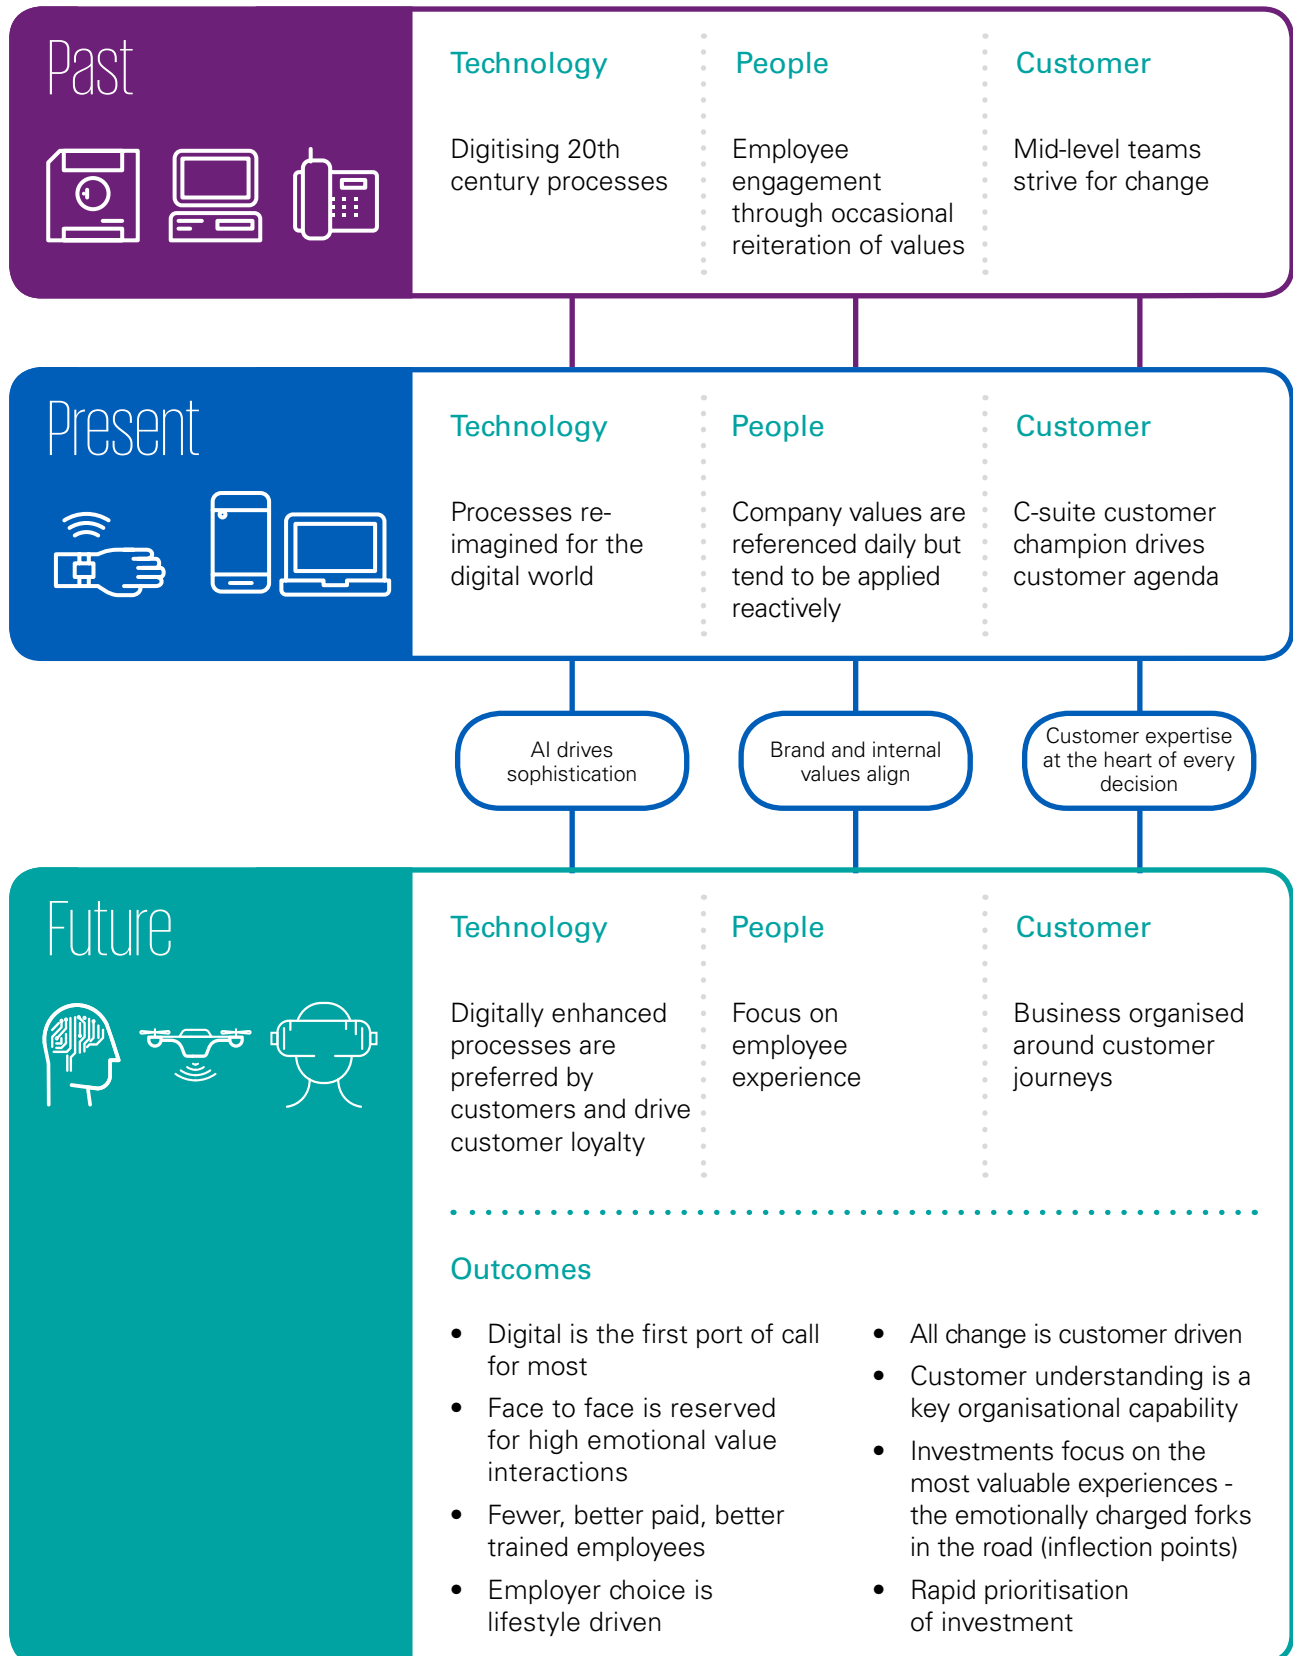 Past
Technology
Digitising 20th
century processes
People
Employee
engagement
through occasional
reiteration of values
Customer
Mid-level teams
strive for change
Present
Technology
Processes re-
imagined for the
digital world
People
Company values are
referenced daily but
tend to be applied
reactively
Customer
C-suite customer
champion drives
customer agenda
AI drives
sophistication
Brand and internal
values align
Customer expertise
at the heart of every
decision
Future
Technology
Digitally enhanced
processes are
preferred by
customers and drive
customer loyalty
People
Focus on
employee
experience
Customer
Business organised
around customer
journeys
Outcomes
• Digital is the first port of call
for most
• Face to face is reserved
for high emotional value
interactions
• Fewer, better paid, better
trained employees
• Employer choice is
lifestyle driven
• All change is customer driven
• Customer understanding is a
key organisational capability
• Investments focus on the
most valuable experiences -
the emotionally charged forks
in the road (inflection points)
• Rapid prioritisation
of investment